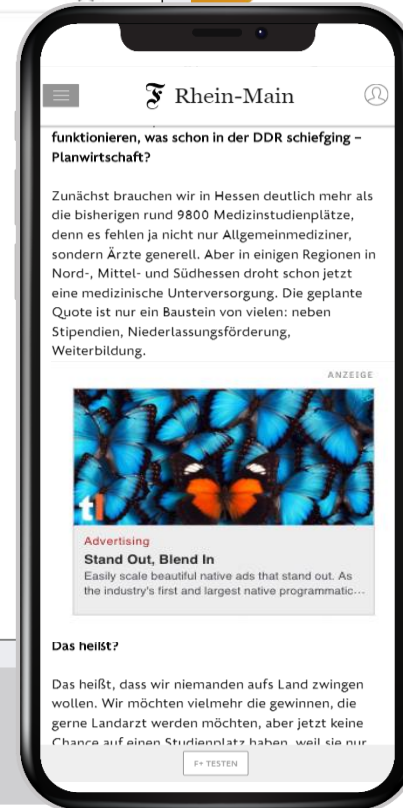 F Rhein-Main
funktionieren, was schon in der DDR schiefging –
Planwirtschaft?
Zunächst brauchen wir in Hessen deutlich mehr als
die bisherigen rund 9800 Medizinstudienplätze,
denn es fehlen ja nicht nur Allgemeinmediziner,
sondern Ärzte generell. Aber in einigen Regionen in
Nord-, Mittel- und Südhessen droht schon jetzt
eine medizinische Unterversorgung. Die geplante
Quote ist nur ein Baustein von vielen: neben
Stipendien, Niederlassungsförderung,
Weiterbildung.
ANZEIGE
tl
Advertising
Stand Out, Blend In
Easily scale beautiful native ads that stand out. As
the industry's first and largest native programmatic...
Das heißt?
Das heißt, dass wir niemanden aufs Land zwingen
wollen. Wir möchten vielmehr die gewinnen, die
gerne Landarzt werden möchten, aber jetzt keine
Chance auf einen Studienplatz haben, weil sie nur
F+ TESTEN